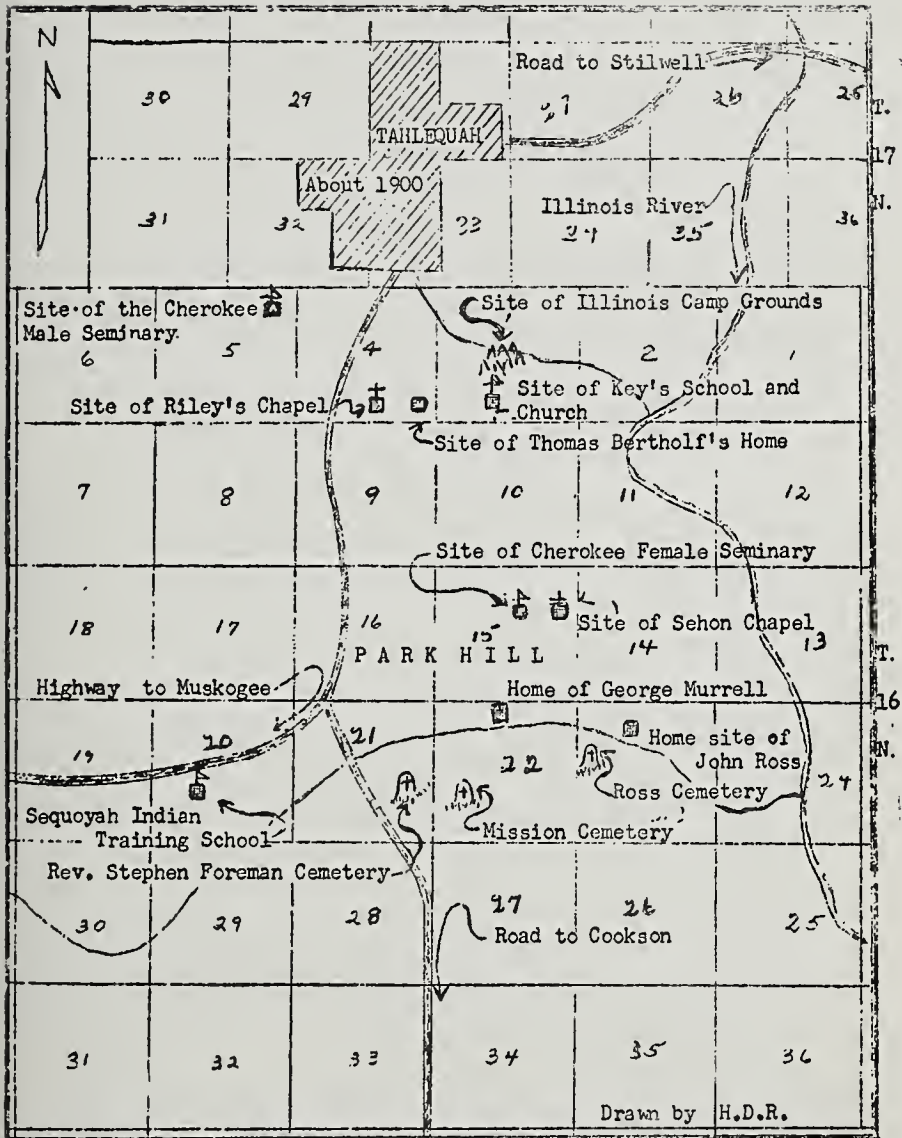 N
Road to Stilwell
30 29 26 25
T.
TAHLEQUAH
17
About 1900
N.
Illinois River
31 32 33 34 35 36
Site of the Cherokee
Male Seminary
Site of Illinois Camp Grounds
6 5 4 2 1
Site of Key's School and
Church
Site of Riley's Chapel
Site of Thomas Bertholf's Home
7 8 9 10 11 12
Site of Cherokee Female Seminary
18 17 16 15 14 13
Site of Sehon Chapel
PARK HILL
T.
Highway to Muskogee
Home of George Murrell
16
19 20 21 22 24
N.
Home site of
John Ross
Ross Cemetery
Sequoyah Indian
Training School
Mission Cemetery
Rev. Stephen Foreman Cemetery
30 29 28 27 26 25
Road to Cookson
31 32 33 34 35 36
Drawn by H.D.R.